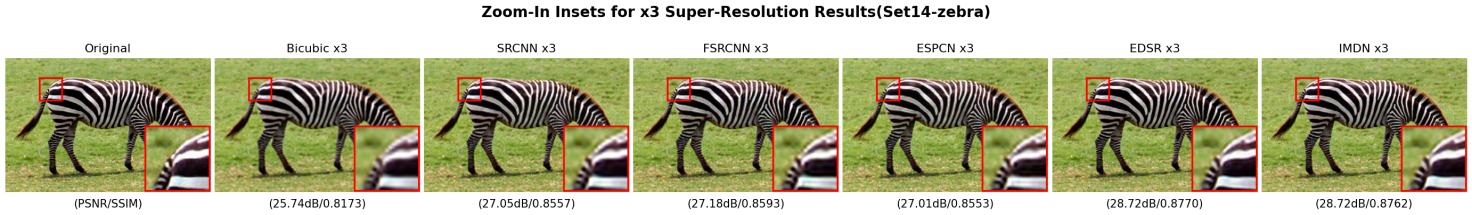 Zoom-In Insets for x3 Super-Resolution Results(Set14-zebra)
Original
Bicubic x3
SRCNN x3
FSRCNN x3
ESPCN x3
EDSR x3
IMDN x3
(PSNR/SSIM)
(25.74dB/0.8173)
(27.05dB/0.8557)
(27.18dB/0.8593)
(27.01dB/0.8553)
(28.72dB/0.8770)
(28.72dB/0.8762)